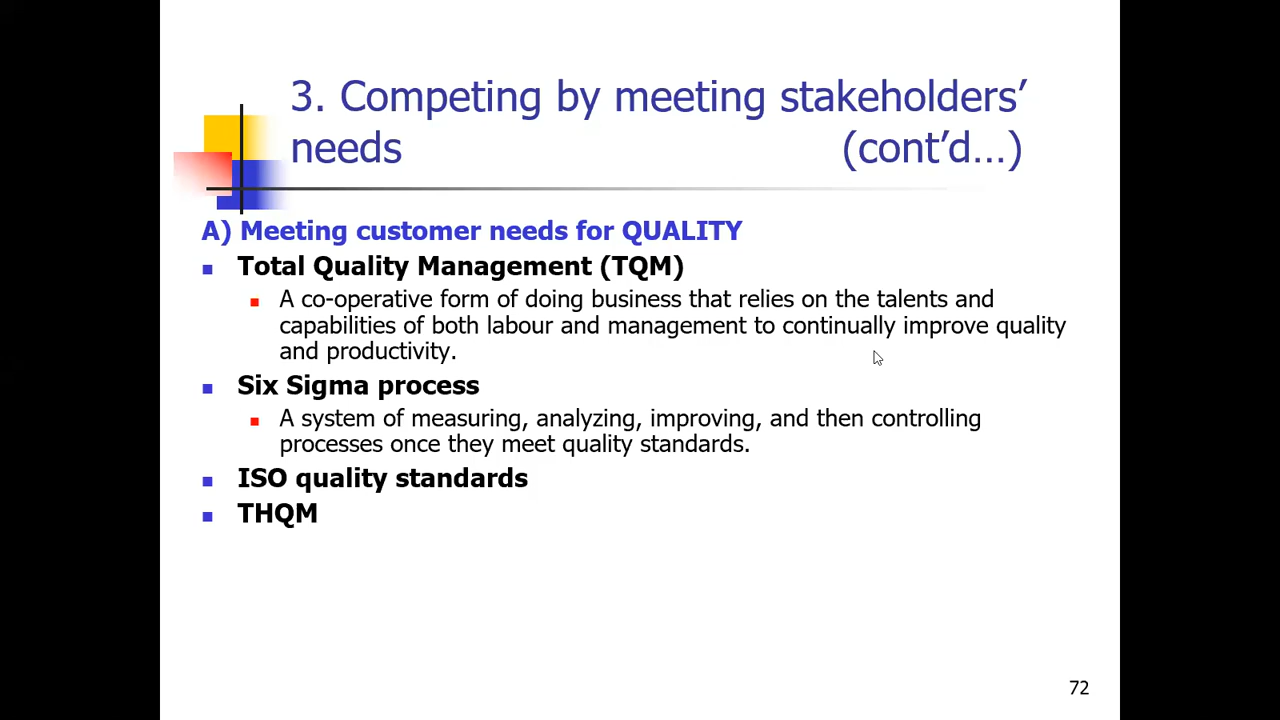 3. Competing by meeting stakeholders’
needs (cont’d…)
A) Meeting customer needs for QUALITY
Total Quality Management (TQM)
A co-operative form of doing business that relies on the talents and
capabilities of both labour and management to continually improve quality
and productivity.
Six Sigma process
A system of measuring, analyzing, improving, and then controlling
processes once they meet quality standards.
ISO quality standards
THQM
72